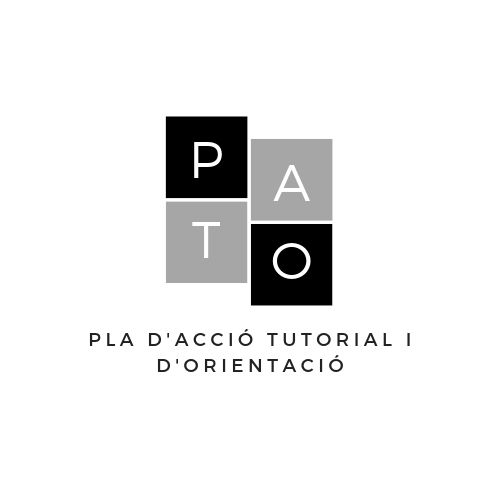 P A
T O
PLA D'ACCIÓ TUTORIAL I
D'ORIENTACIÓ